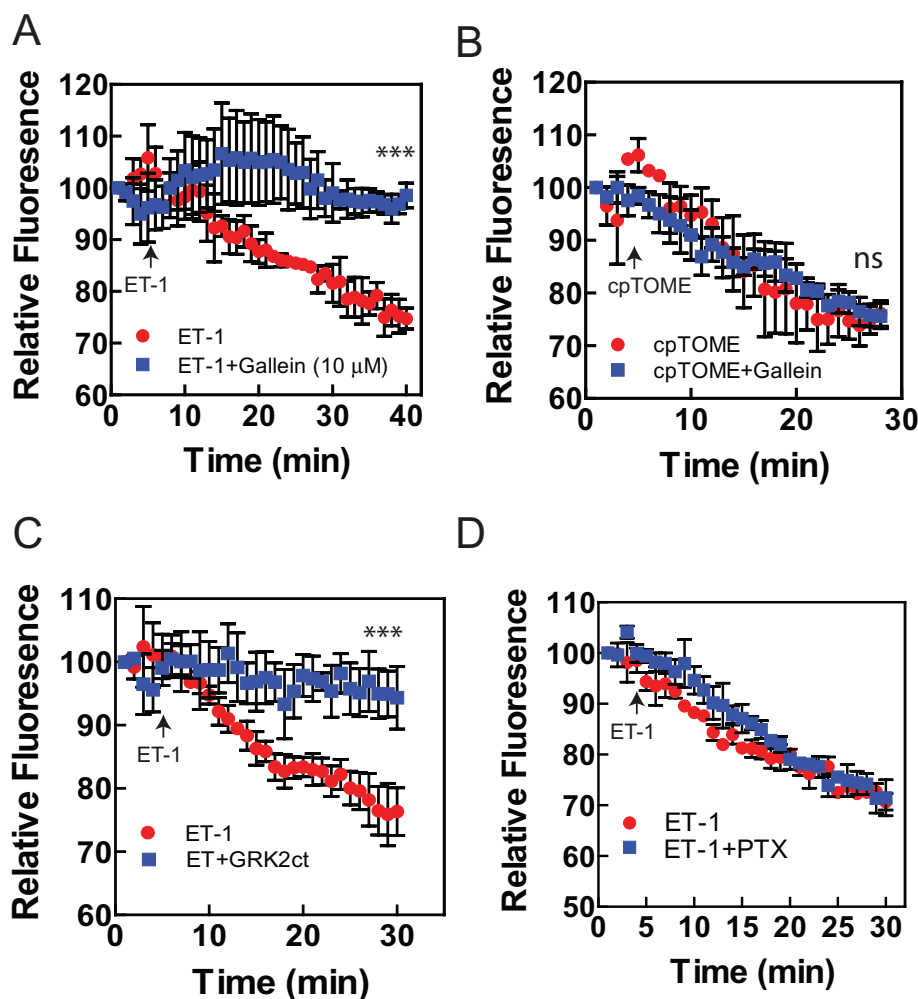 A
Relative Fluoresence
120
110
100
90
80
70
60
***
ET-1
ET-1
ET-1+Gallein (10 μM)
0 10 20 30 40
Time (min)
B
Relative Fluoresence
120
110
100
90
80
70
60
ns
cpTOME
cpTOME
cpTOME+Gallein
0 10 20 30
Time (min)
C
Relative Fluoresence
110
100
90
80
70
60
***
ET-1
ET-1
ET+GRK2ct
0 10 20 30
Time (min)
D
Relative Fluoresence
110
100
90
80
70
60
50
ET-1
ET-1
ET-1+PTX
0 5 10 15 20 25 30
Time (min)